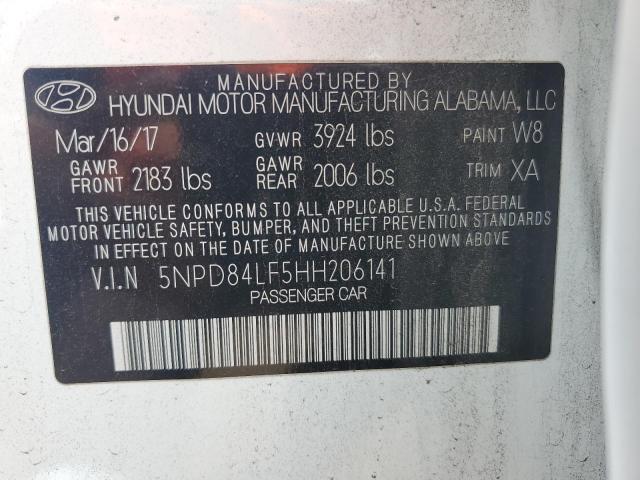 MANUFACTURED BY
HYUNDAI MOTOR MANUFACTURING ALABAMA, LLC
Mar/16/17 GVWR 3924 lbs PAINT W8
GAWR FRONT 2183 lbs GAWR REAR 2006 lbs TRIM XA
THIS VEHICLE CONFORMS TO ALL APPLICABLE U.S.A. FEDERAL
MOTOR VEHICLE SAFETY, BUMPER, AND THEFT PREVENTION STANDARDS
IN EFFECT ON THE DATE OF MANUFACTURE SHOWN ABOVE.
V.I.N 5NPD84LF5HH206141
PASSENGER CAR